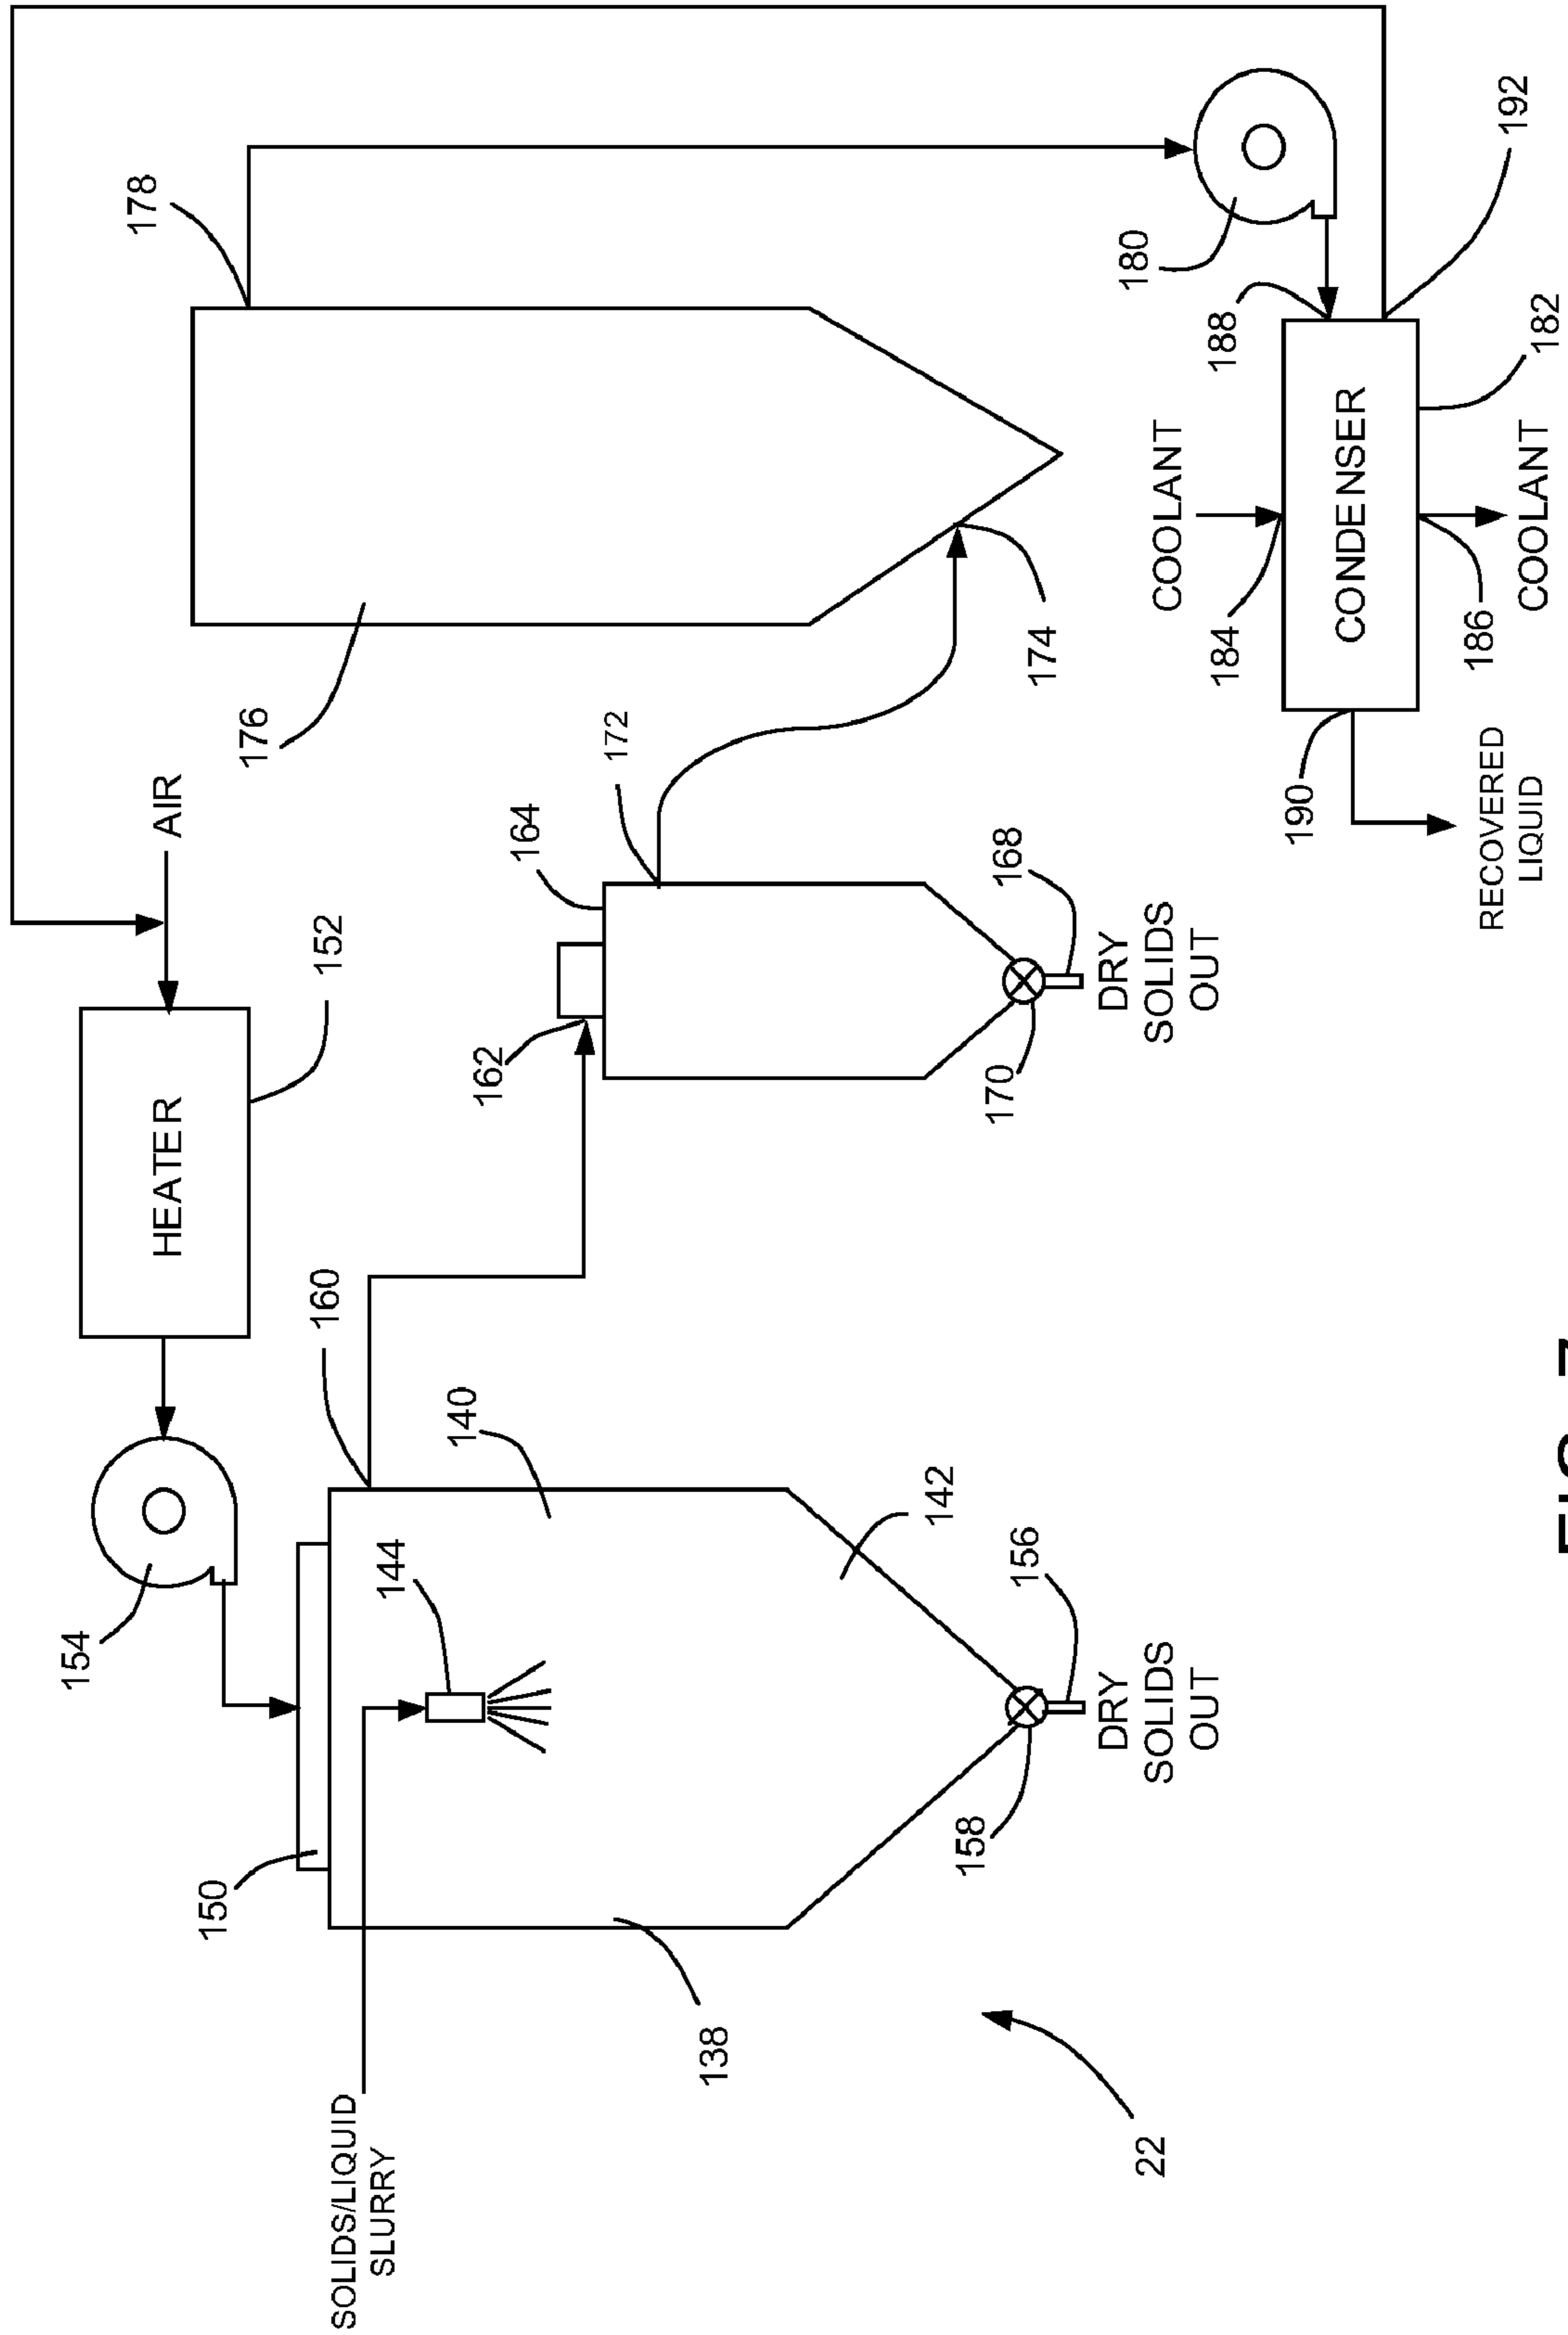 154
178
HEATER
AIR
150
176
160
152
SOLIDS/LIQUID
SLURRY
144
140
162
164
172
138
142
158
170
168
156
174
DRY
SOLIDS
OUT
DRY
SOLIDS
OUT
180
22
COOLANT
184
188
190
CONDENSER
186
RECOVERED
LIQUID
192
COOLANT
182
FIG. 7